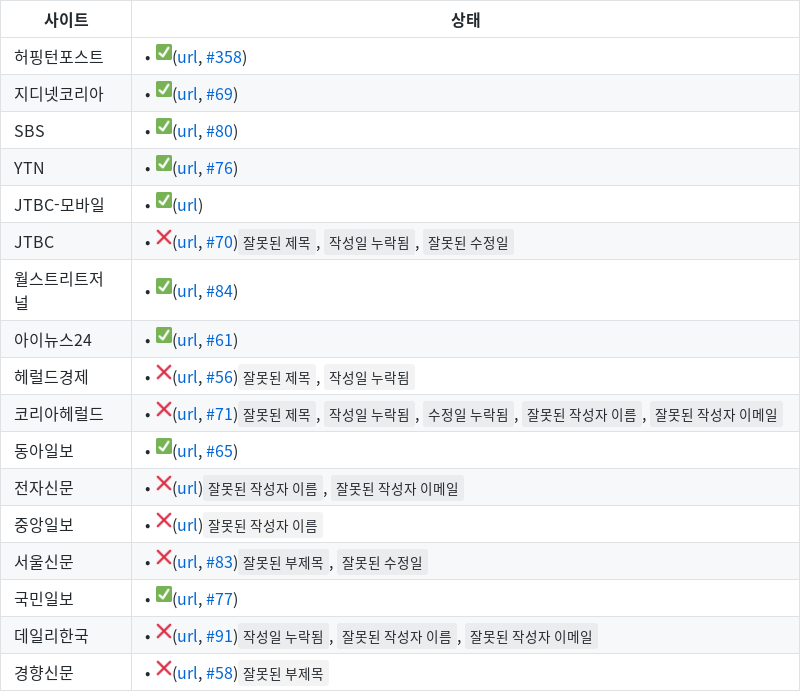 사이트 상태
허핑턴포스트 • ✅(url, #358)
지디넷코리아 • ✅(url, #69)
SBS • ✅(url, #80)
YTN • ✅(url, #76)
JTBC-모바일 • ✅(url)
JTBC • ❌(url, #70) 잘못된 제목 , 작성일 누락됨 , 잘못된 수정일
월스트리트저
널 • ✅(url, #84)
아이뉴스24 • ✅(url, #61)
헤럴드경제 • ❌(url, #56) 잘못된 제목 , 작성일 누락됨
코리아헤럴드 • ❌(url, #71) 잘못된 제목 , 작성일 누락됨 , 수정일 누락됨 , 잘못된 작성자 이름 , 잘못된 작성자 이메일
동아일보 • ✅(url, #65)
전자신문 • ❌(url) 잘못된 작성자 이름 , 잘못된 작성자 이메일
중앙일보 • ❌(url) 잘못된 작성자 이름
서울신문 • ❌(url, #83) 잘못된 부제목 , 잘못된 수정일
국민일보 • ✅(url, #77)
데일리한국 • ❌(url, #91) 작성일 누락됨 , 잘못된 작성자 이름 , 잘못된 작성자 이메일
경향신문 • ❌(url, #58) 잘못된 부제목